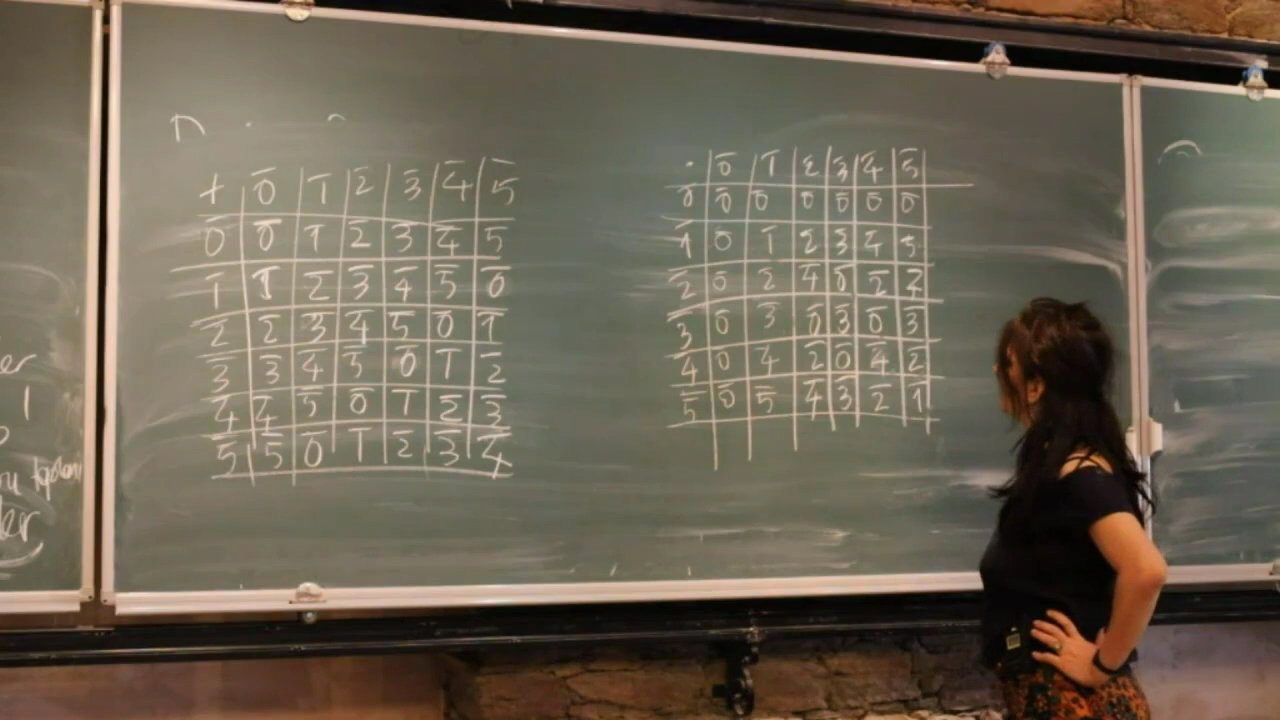 + 0̅ 1̅ 2̅ 3̅ 4̅ 5̅
0̅ 0̅ 1̅ 2̅ 3̅ 4̅ 5̅
1̅ 1̅ 2̅ 3̅ 4̅ 5̅ 0̅
2̅ 2̅ 3̅ 4̅ 5̅ 0̅ 1̅
3̅ 3̅ 4̅ 5̅ 0̅ 1̅ 2̅
4̅ 4̅ 5̅ 0̅ 1̅ 2̅ 3̅
5̅ 5̅ 0̅ 1̅ 2̅ 3̅ 4̅
· 0̅ 1̅ 2̅ 3̅ 4̅ 5̅
0̅ 0̅ 0̅ 0̅ 0̅ 0̅ 0̅
1̅ 0̅ 1̅ 2̅ 3̅ 4̅ 5̅
2̅ 0̅ 2̅ 4̅ 0̅ 2̅ 4̅
3̅ 0̅ 3̅ 0̅ 3̅ 0̅ 3̅
4̅ 0̅ 4̅ 2̅ 0̅ 4̅ 2̅
5̅ 0̅ 5̅ 4̅ 3̅ 2̅ 1̅